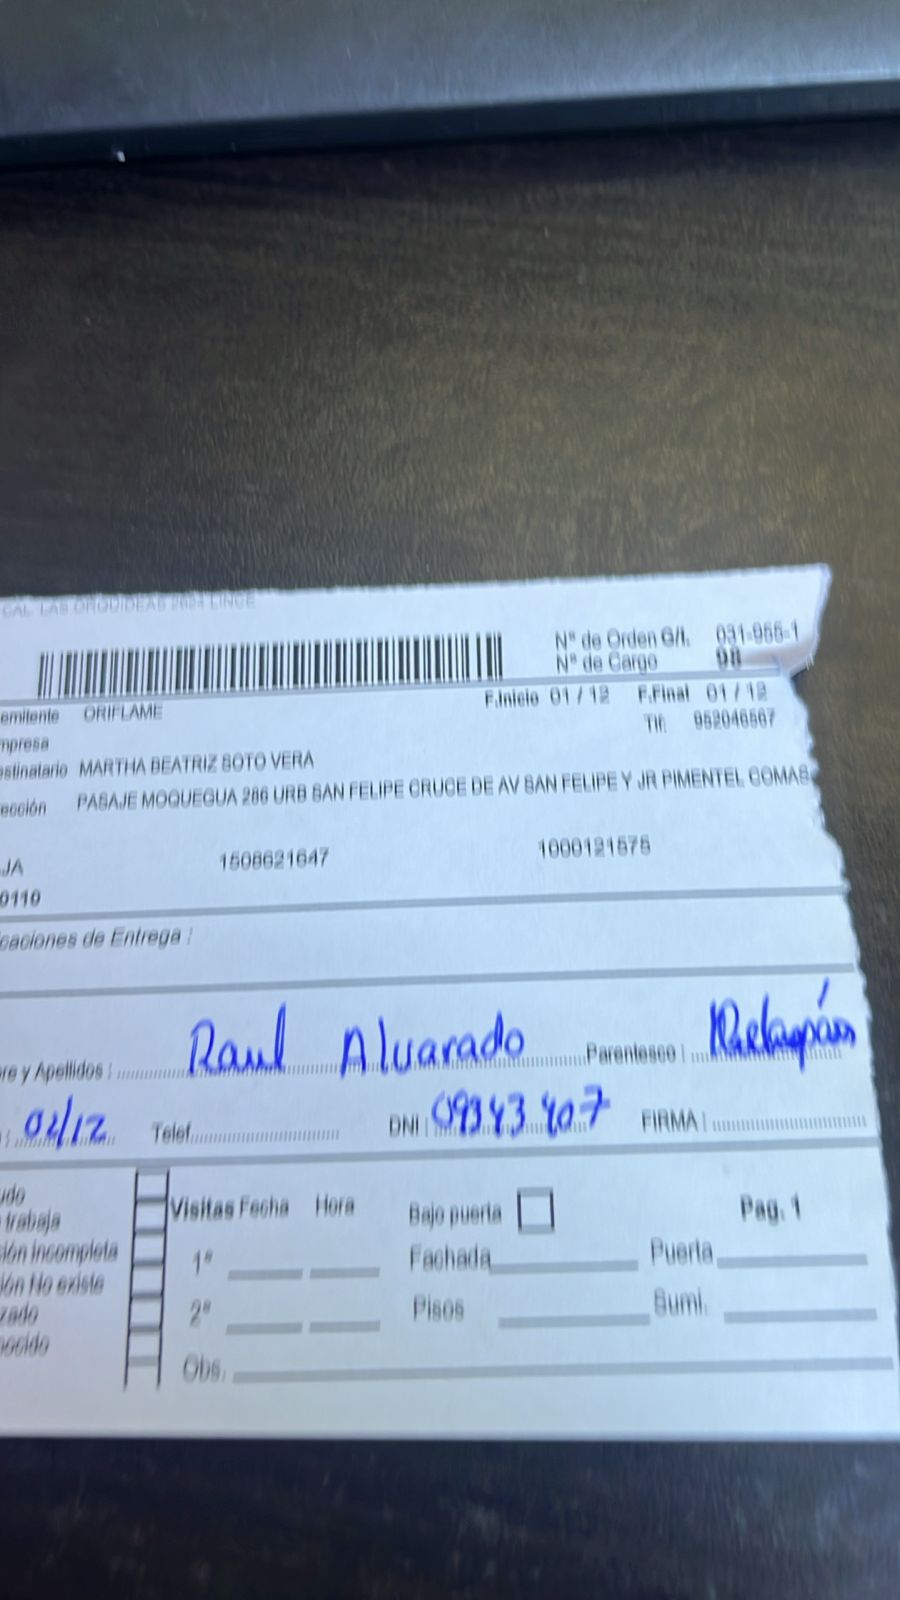 CAL. LAS ORQUIDEAS 2624 LINCE
Nº de Orden G/I. 031-955-1
Nº de Cargo 98
F.Inicio 01 / 12 F.Final 01 / 12
emitente ORIFLAME
Tlf: 952046567
mpresa
estinatario MARTHA BEATRIZ SOTO VERA
ección PASAJE MOQUEGUA 286 URB SAN FELIPE CRUCE DE AV SAN FELIPE Y JR PIMENTEL COMAS
JA 1508621647 1000121575
0110
caciones de Entrega :
re y Apellidos : Raul Alvarado Parentesco :
: 02/12 Telef. DNI : 09343407 FIRMA :
udo
trabaja Visitas Fecha Hora Bajo puerta Pag. 1
ión incompleta 1ª Fachada Puerta
ión No existe
zado 2ª Pisos Sumi.
nocido
Obs.